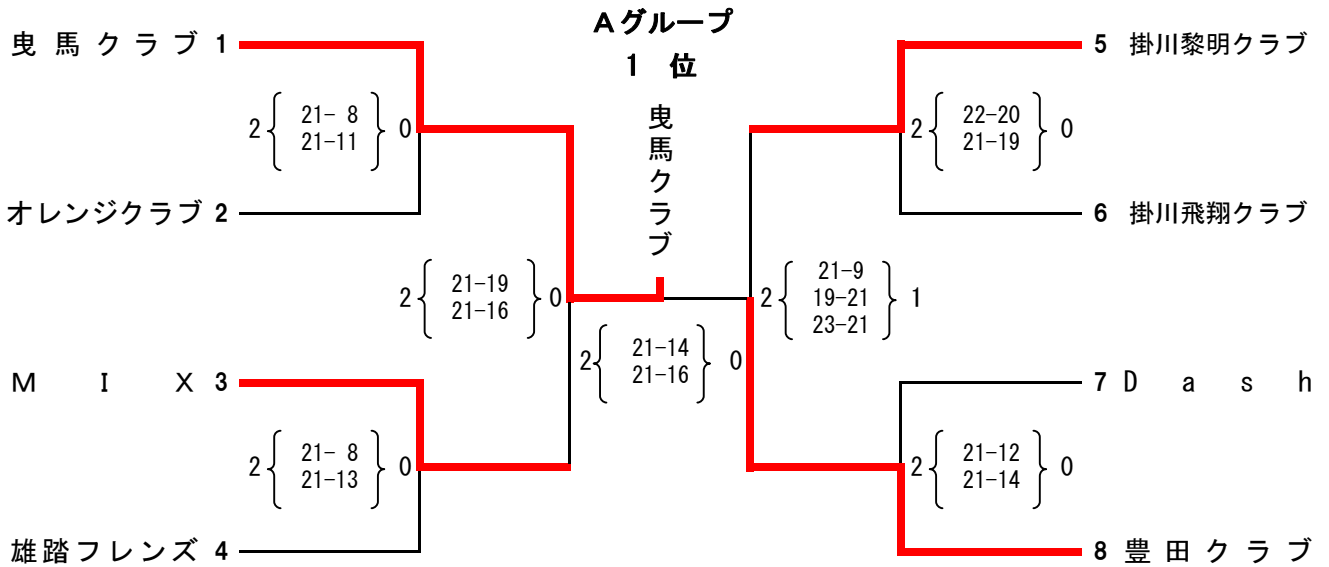 Aグループ
1 位
曳馬クラブ
曳馬クラブ 1
2 { 21- 8 } 0
21-11
オレンジクラブ 2
2 { 21-19 } 0
21-16
MIX 3
2 { 21- 8 } 0
21-13
雄踏フレンズ 4
2 { 21-14 } 0
21-16
5 掛川黎明クラブ
2 { 22-20 } 0
21-19
6 掛川飛翔クラブ
2 { 21-9
19-21 } 1
23-21
7 Dash
2 { 21-12 } 0
21-14
8 豊田クラブ